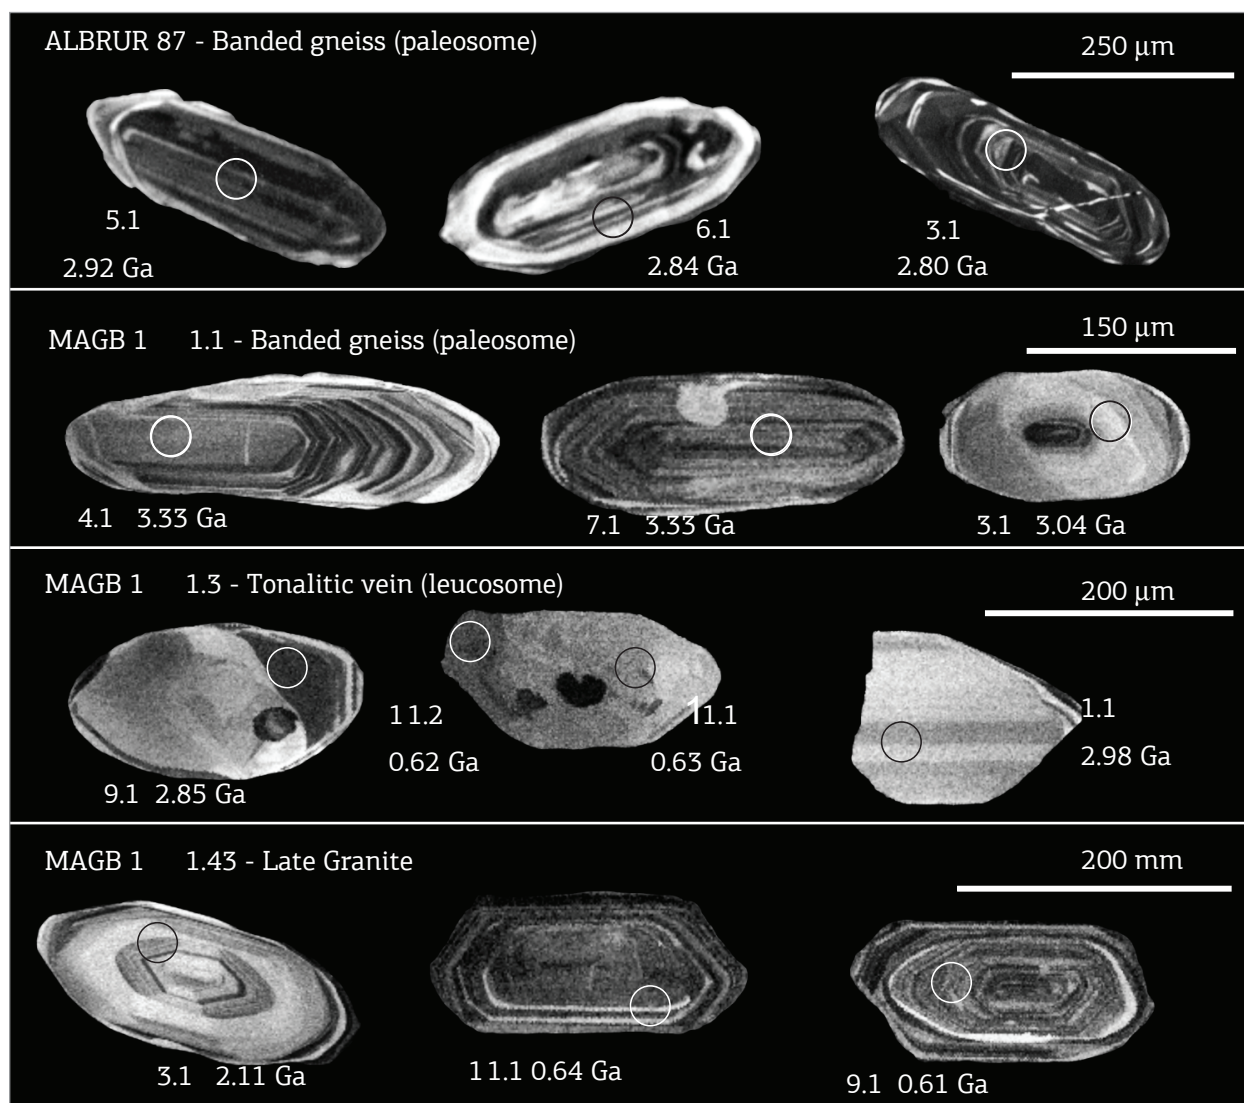 ALBRUR 87 - Banded gneiss (paleosome)
250 µm
5.1
2.92 Ga
6.1
2.84 Ga
3.1
2.80 Ga
MAGB 1 1.1 - Banded gneiss (paleosome)
150 µm
4.1 3.33 Ga
7.1 3.33 Ga
3.1 3.04 Ga
MAGB 1 1.3 - Tonalitic vein (leucosome)
200 µm
9.1 2.85 Ga
11.2
0.62 Ga
11.1
0.63 Ga
1.1
2.98 Ga
MAGB 1 1.43 - Late Granite
200 mm
3.1 2.11 Ga
11.1 0.64 Ga
9.1 0.61 Ga